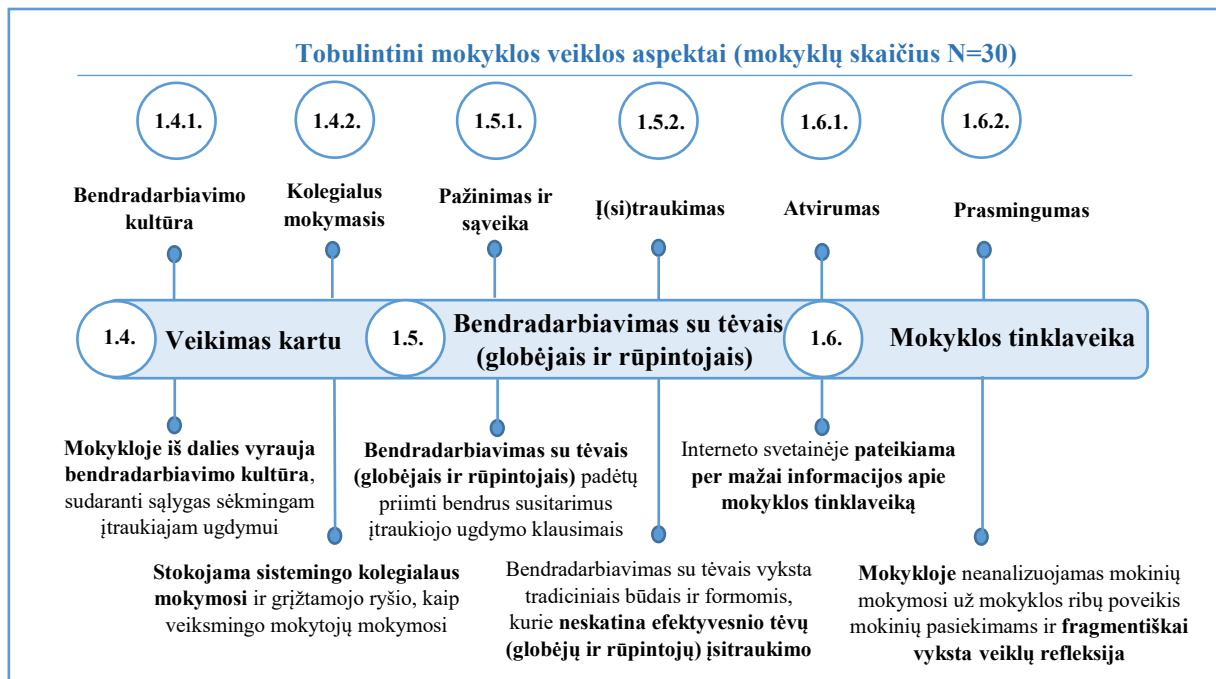 Tobulintini mokyklos veiklos aspektai (mokyklų skaičius N=30)
1.4.1.
1.4.2.
1.5.1.
1.5.2.
1.6.1.
1.6.2.
Bendradarbiavimo
kultūra
Kolegialus
mokymasis
Pažinimas ir
sąveika
Į(si)traukimas
Atvirumas
Prasmingumas
1.4.
Veikimas kartu
1.5.
Bendradarbiavimas su tėvais
(globėjais ir rūpintojais)
1.6.
Mokyklos tinklaveika
Mokykloje iš dalies vyrauja
bendradarbiavimo kultūra,
sudaranti sąlygas sėkmingam
įtraukiajam ugdymui
Stokojama sistemingo kolegialaus
mokymosi ir grįžtamojo ryšio, kaip
veiksmingo mokytojų mokymosi
Bendradarbiavimas su tėvais
(globėjais ir rūpintojais) padėtų
priimti bendrus susitarimus
įtraukiojo ugdymo klausimais
Bendradarbiavimas su tėvais vyksta
tradiciniais būdais ir formomis,
kurie neskatina efektyvesnio tėvų
(globėjų ir rūpintojų) įsitraukimo
Interneto svetainėje pateikiama
per mažai informacijos apie
mokyklos tinklaveiką
Mokykloje neanalizuojamas mokinių
mokymosi už mokyklos ribų poveikis
mokinių pasiekimams ir fragmentiškai
vyksta veiklų refleksija